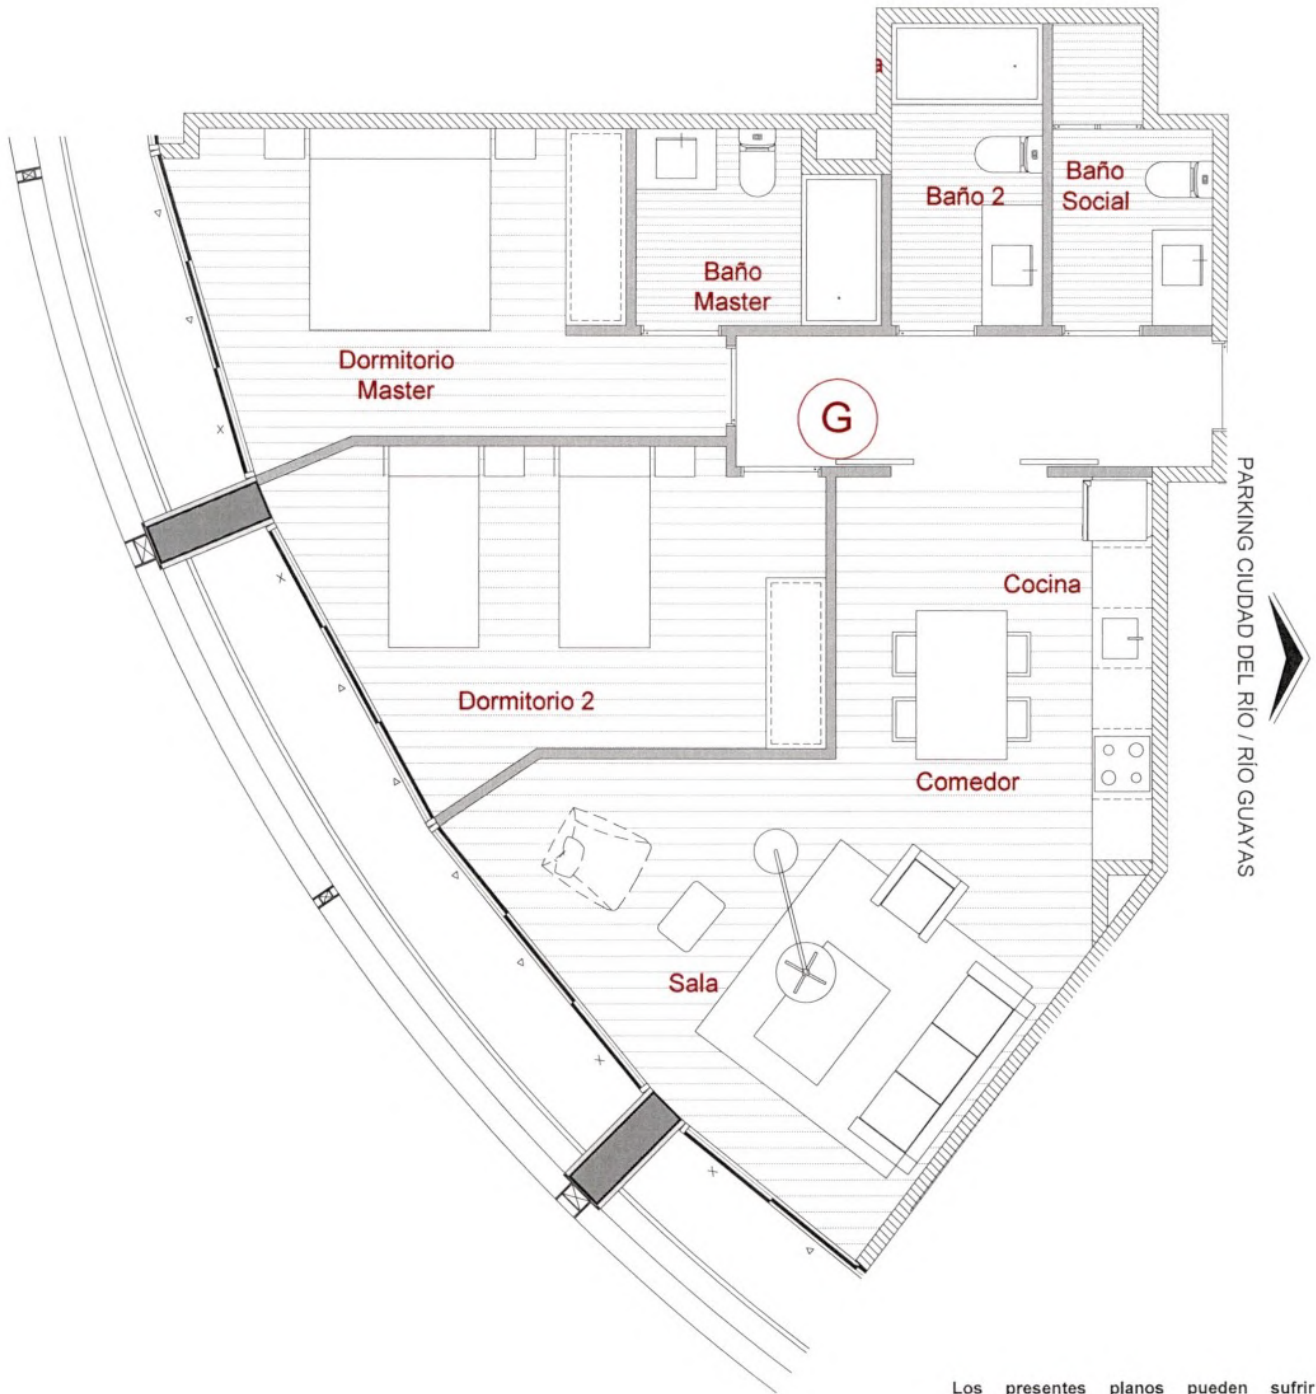 a
Baño 2
Baño
Social
Baño
Master
Dormitorio
Master
G
Cocina
Dormitorio 2
Comedor
Sala
PARKING CIUDAD DEL RÍO / RÍO GUAYAS
Los presentes planos pueden sufrir